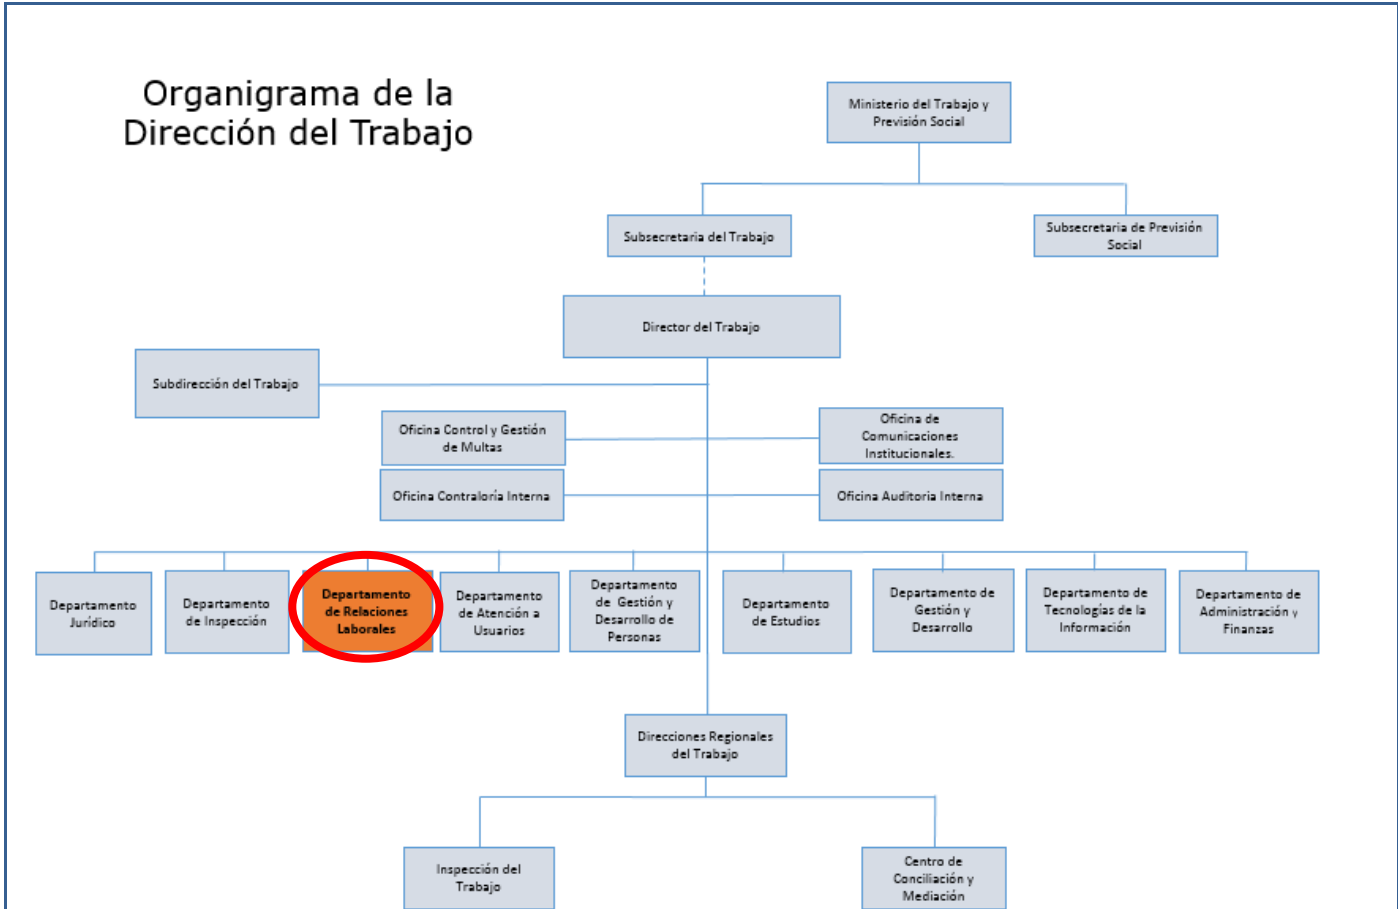 Organigrama de la
Dirección del Trabajo
Ministerio del Trabajo y
Previsión Social
Subsecretaria del Trabajo
Subsecretaria de Previsión
Social
Director del Trabajo
Subdirección del Trabajo
Oficina Control y Gestión
de Multas
Oficina de
Comunicaciones
Institucionales.
Oficina Contraloría Interna
Oficina Auditoria Interna
Departamento
Jurídico
Departamento
de Inspección
Departamento
de Relaciones
Laborales
Departamento
de Atención a
Usuarios
Departamento
de Gestión y
Desarrollo de
Personas
Departamento
de Estudios
Departamento de
Gestión y
Desarrollo
Departamento de
Tecnologías de la
Información
Departamento de
Administración y
Finanzas
Direcciones Regionales
del Trabajo
Inspección del
Trabajo
Centro de
Conciliación y
Mediación